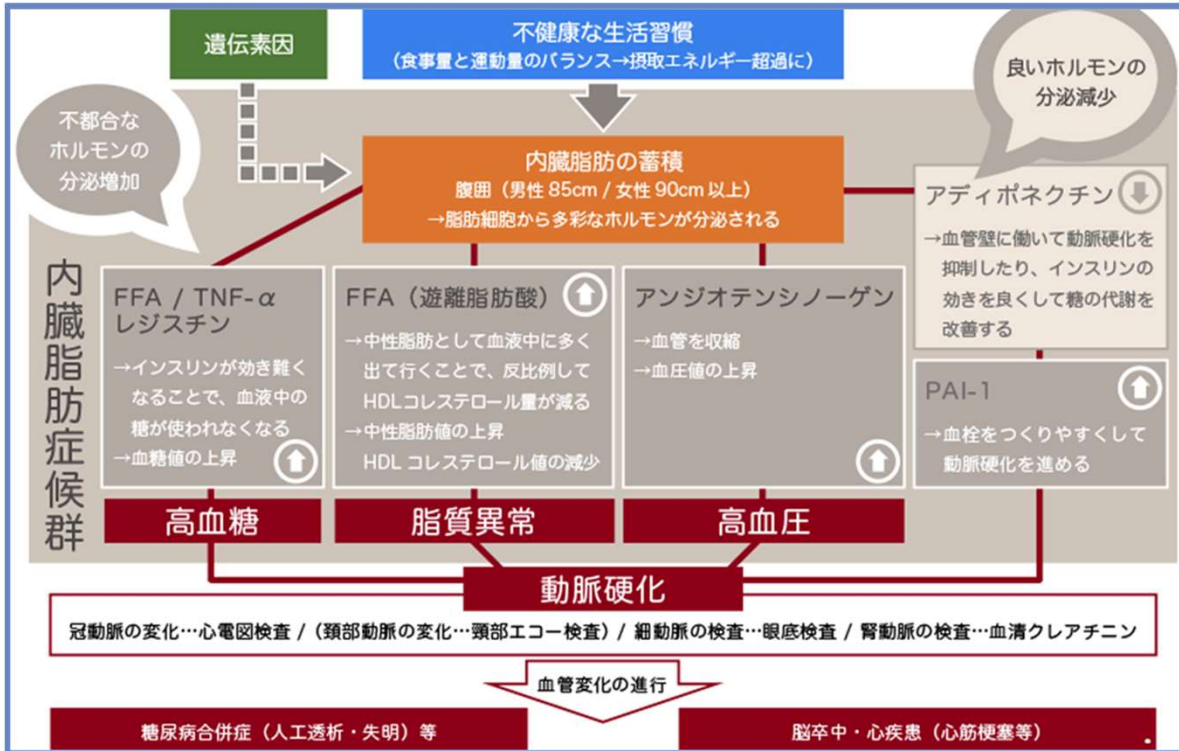 遺伝素因
不健康な生活習慣
(食事量と運動量のバランス→摂取エネルギー超過に)
良いホルモンの
分泌減少
不都合な
ホルモンの
分泌増加
内臓脂肪の蓄積
腹囲(男性 85cm / 女性 90cm 以上)
→脂肪細胞から多彩なホルモンが分泌される
アディポネクチン
→血管壁に働いて動脈硬化を
抑制したり、インスリンの
効きを良くして糖の代謝を
改善する
内臓脂肪症候群
FFA / TNF-α
レジスチン
→インスリンが効き難く
なることで、血液中の
糖が使われなくなる
→血糖値の上昇
FFA(遊離脂肪酸)
→中性脂肪として血液中に多く
出て行くことで、反比例して
HDLコレステロール量が減る
→中性脂肪値の上昇
HDL コレステロール値の減少
アンジオテンシノーゲン
→血管を収縮
→血圧値の上昇
PAI-1
→血栓をつくりやすくして
動脈硬化を進める
高血糖
脂質異常
高血圧
動脈硬化
冠動脈の変化…心電図検査 / (頚部動脈の変化…頸部エコー検査) / 細動脈の検査…眼底検査 / 腎動脈の検査…血清クレアチニン
血管変化の進行
糖尿病合併症(人工透析・失明)等
脳卒中・心疾患(心筋梗塞等)